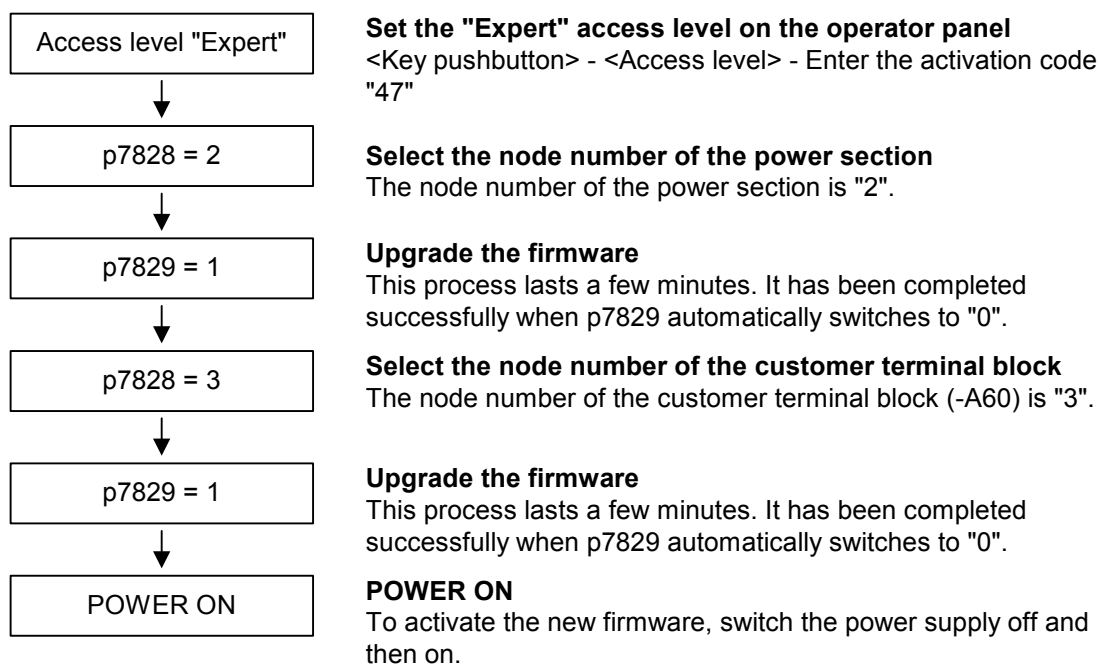 Access level "Expert"
Set the "Expert" access level on the operator panel
<Key pushbutton> - <Access level> - Enter the activation code
"47"
p7828 = 2
Select the node number of the power section
The node number of the power section is "2".
p7829 = 1
Upgrade the firmware
This process lasts a few minutes. It has been completed
successfully when p7829 automatically switches to "0".
p7828 = 3
Select the node number of the customer terminal block
The node number of the customer terminal block (-A60) is "3".
p7829 = 1
Upgrade the firmware
This process lasts a few minutes. It has been completed
successfully when p7829 automatically switches to "0".
POWER ON
POWER ON
To activate the new firmware, switch the power supply off and
then on.